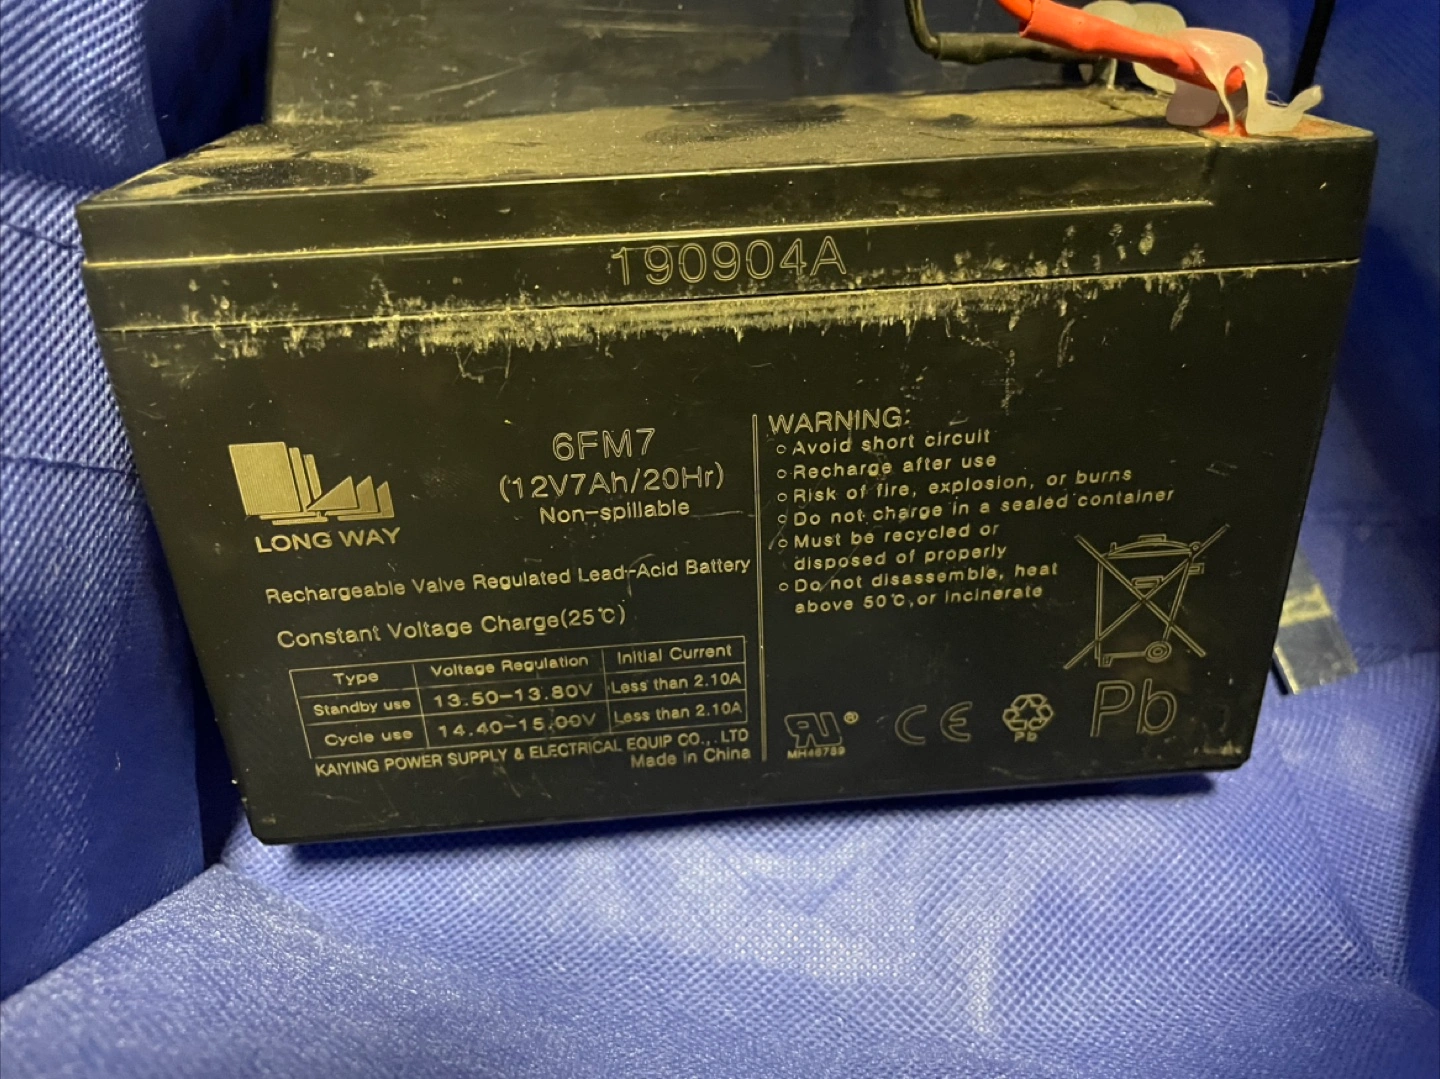 190904A
LONG WAY
6FM7
(12V7Ah/20Hr)
Non-spillable
Rechargeable Valve Regulated Lead-Acid Battery
Constant Voltage Charge(25℃)
Type Voltage Regulation Initial Current
Standby use 13.50-13.80V Less than 2.10A
Cycle use 14.40-15.00V Less than 2.10A
KAIYING POWER SUPPLY & ELECTRICAL EQUIP CO., LTD
Made in China
WARNING:
Avoid short circuit
Recharge after use
Risk of fire, explosion, or burns
Do not charge in a sealed container
Must be recycled or
disposed of properly
Do not disassemble, heat
above 50℃, or incinerate
®
MH48789
CE
Pb
Pb